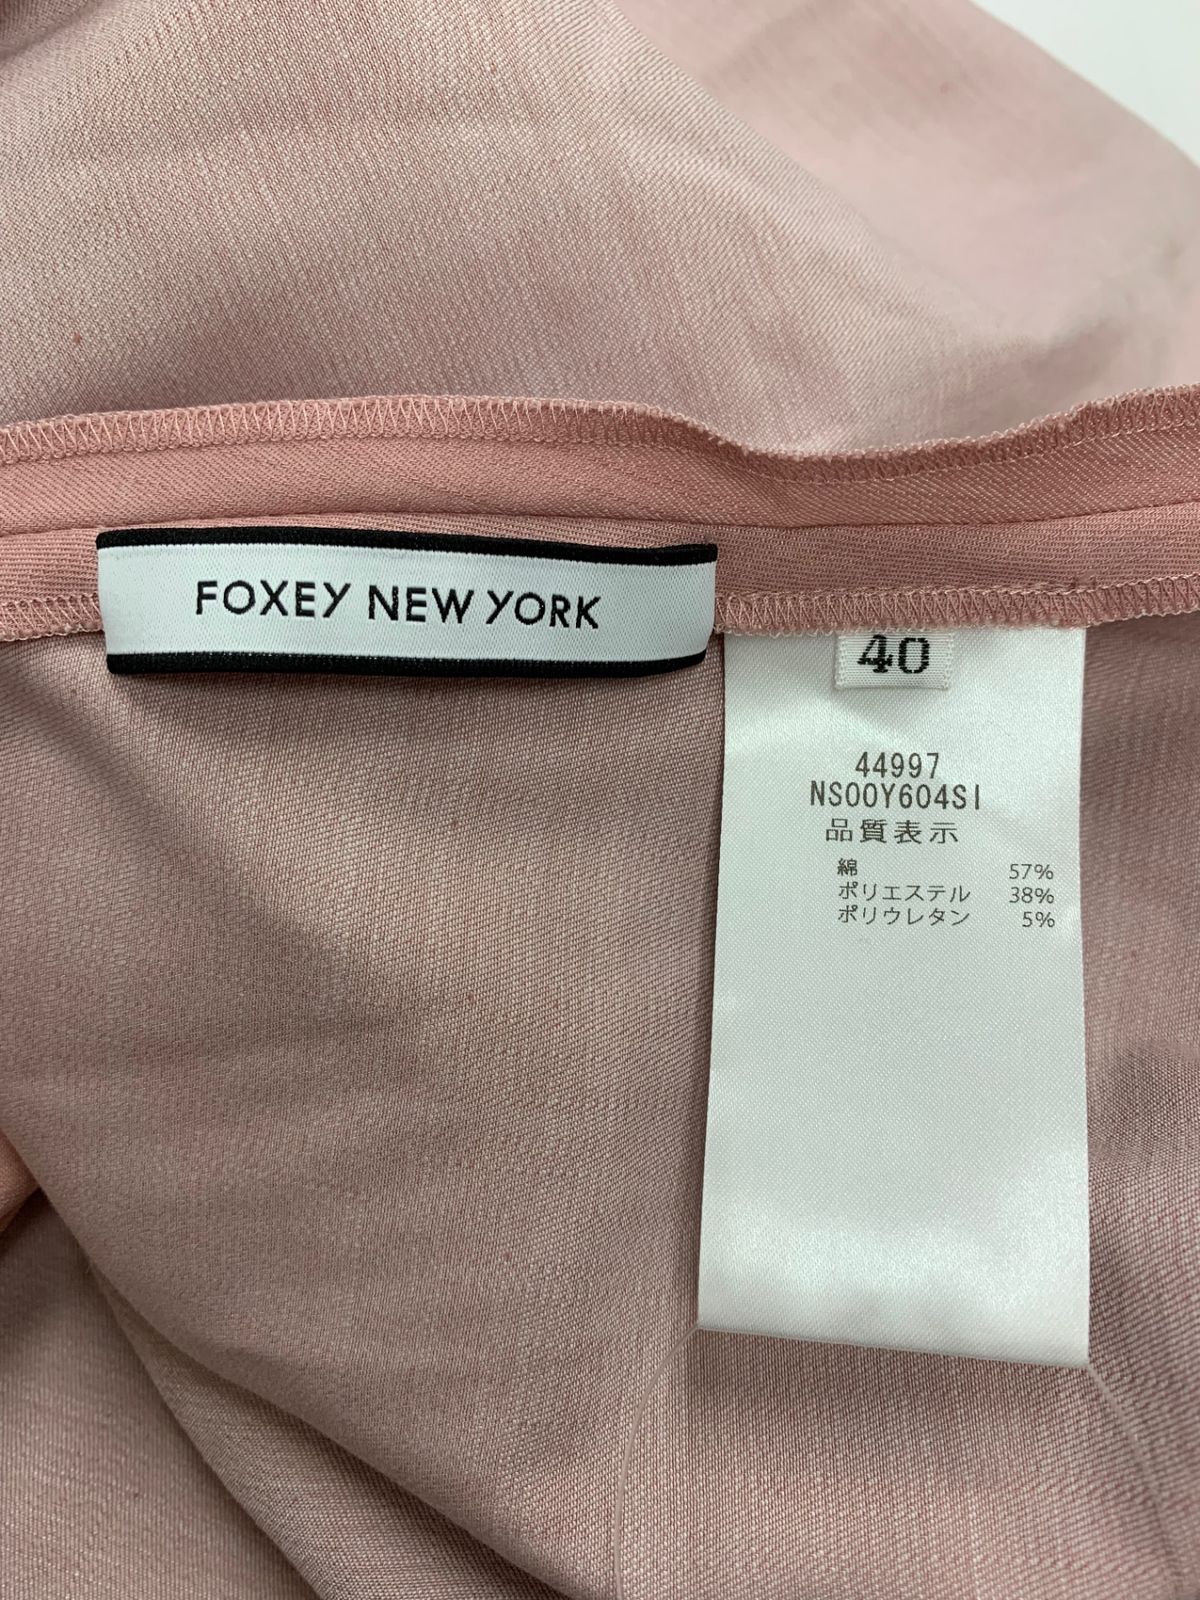 FOXEY NEW YORK
40
44997
NS00Y604SI
品質表示
綿 57%
ポリエステル 38%
ポリウレタン 5%